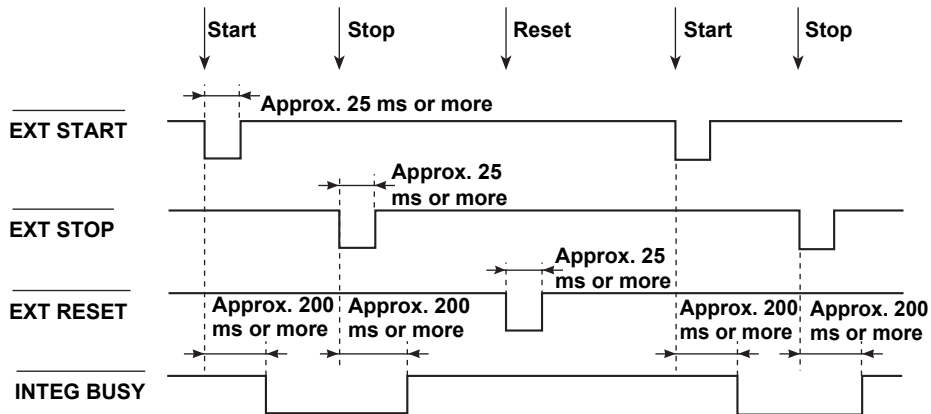 Start Stop Reset Start Stop
Approx. 25 ms or more
EXT START
Approx. 25
ms or more
EXT STOP
Approx. 25
ms or more
EXT RESET
Approx. 200
ms or more
Approx. 200
ms or more
Approx. 200
ms or more
Approx. 200
ms or more
INTEG BUSY